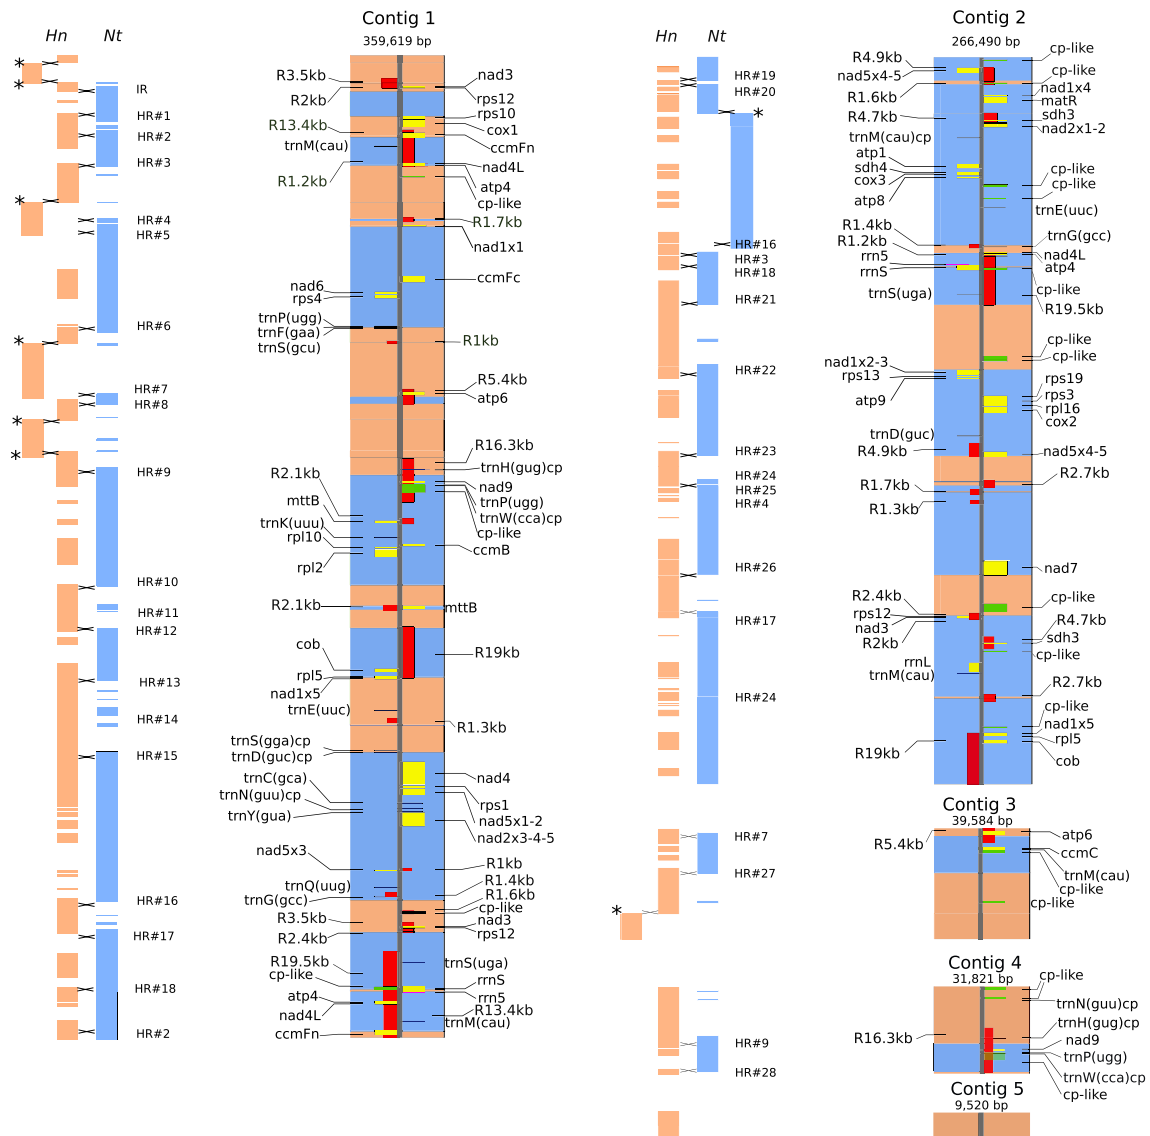 Contig 1
Hn
Nt
359,619 bp
*
*
IR
HR#1
HR#2
HR#3
*
HR#4
HR#5
HR#6
*
HR#7
HR#8
*
*
HR#9
HR#10
HR#11
HR#12
HR#13
HR#14
HR#15
HR#16
HR#17
HR#18
HR#2
R3.5kb
R2kb
R13.4kb
trnM(cau)
R1.2kb
nad6
rps4
trnP(ugg)
trnF(gaa)
trnS(gcu)
R2.1kb
mttB
trnK(uuu)
rpl10
rpl2
R2.1kb
cob
rpl5
nad1x5
trnE(uuc)
trnS(gga)cp
trnD(guc)cp
trnC(gca)
trnN(guu)cp
trnY(gua)
nad5x3
trnQ(uug)
trnG(gcc)
R3.5kb
R2.4kb
R19.5kb
cp-like
atp4
nad4L
ccmFn
nad3
rps12
rps10
cox1
ccmFn
nad4L
atp4
cp-like
R1.7kb
nad1x1
ccmFc
R1kb
R5.4kb
atp6
R16.3kb
trnH(gug)cp
nad9
trnP(ugg)
trnW(cca)cp
cp-like
ccmB
mttB
R19kb
R1.3kb
nad4
rps1
nad5x1-2
nad2x3-4-5
R1kb
R1.4kb
R1.6kb
cp-like
nad3
rps12
trnS(uga)
rrnS
rrn5
R13.4kb
trnM(cau)
Contig 2
Hn
Nt
266,490 bp
HR#19
HR#20
*
HR#16
HR#3
HR#18
HR#21
HR#22
HR#23
HR#24
HR#25
HR#4
HR#26
HR#17
HR#24
HR#7
HR#27
*
HR#9
HR#28
R4.9kb
nad5x4-5
R1.6kb
R4.7kb
trnM(cau)cp
atp1
sdh4
cox3
atp8
R1.4kb
R1.2kb
rrn5
rrnS
trnS(uga)
nad1x2-3
rps13
atp9
trnD(guc)
R4.9kb
R1.7kb
R1.3kb
R2.4kb
rps12
nad3
R2kb
rrnL
trnM(cau)
R19kb
cp-like
cp-like
nad1x4
matR
sdh3
nad2x1-2
cp-like
cp-like
trnE(uuc)
trnG(gcc)
nad4L
atp4
cp-like
R19.5kb
cp-like
cp-like
rps19
rps3
rpl16
cox2
nad5x4-5
R2.7kb
nad7
cp-like
R4.7kb
sdh3
cp-like
R2.7kb
cp-like
nad1x5
rpl5
cob
Contig 3
39,584 bp
R5.4kb
atp6
ccmC
trnM(cau)
cp-like
cp-like
Contig 4
31,821 bp
R16.3kb
cp-like
trnN(guu)cp
trnH(gug)cp
nad9
trnP(ugg)
trnW(cca)cp
cp-like
Contig 5
9,520 bp